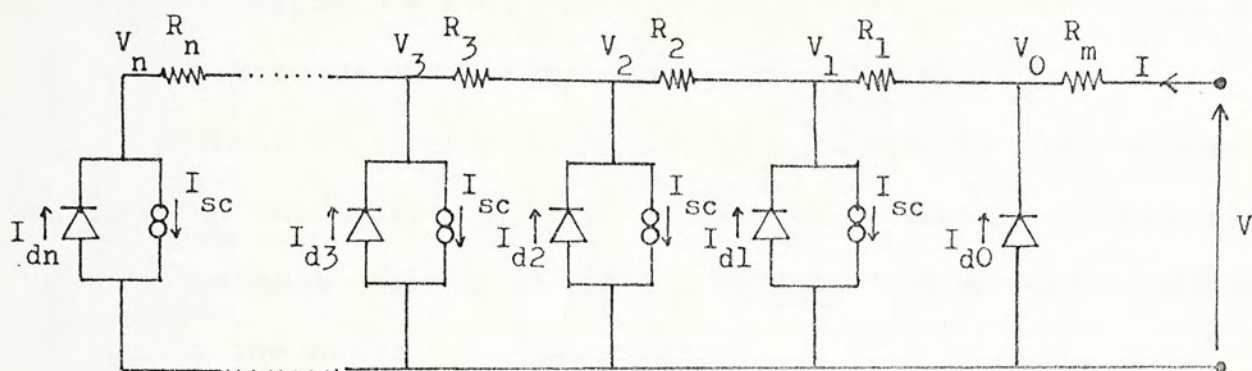 V_n R_n V_3 R_3 V_2 R_2 V_1 R_1 V_0 R_m I
I_dn I_sc I_d3 I_sc I_d2 I_sc I_d1 I_sc I_d0 V